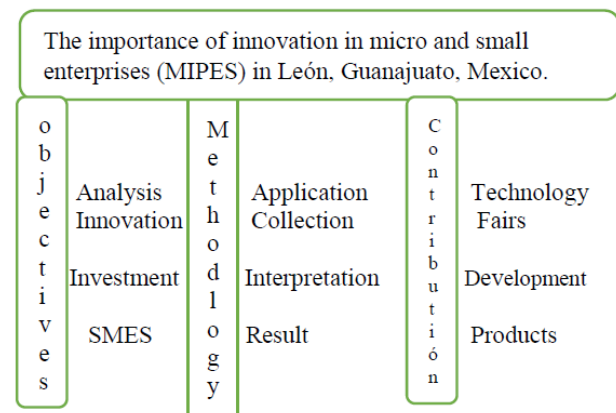 The importance of innovation in micro and small
enterprises (MIPES) in León, Guanajuato, Mexico.
objectives
Analysis
Innovation
Investment
SMES
Methodlogy
Application
Collection
Interpretation
Result
Contributión
Technology
Fairs
Development
Products